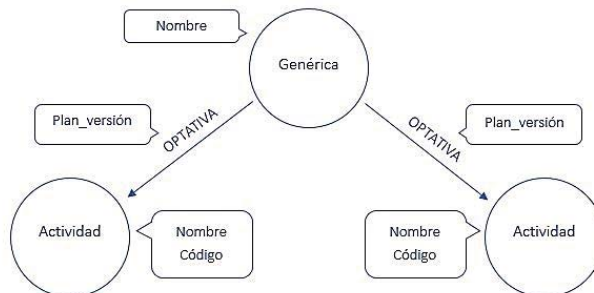 Nombre
Genérica
Plan_versión
OPTATIVA
OPTATIVA
Plan_versión
Actividad
Nombre
Código
Nombre
Código
Actividad